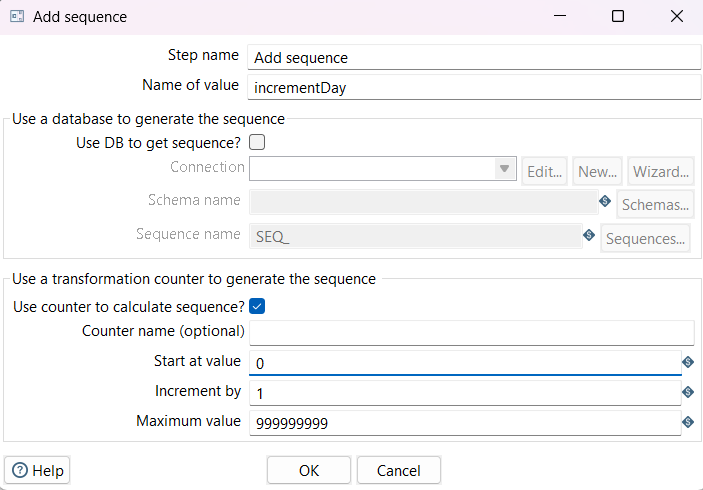 Add sequence
Step name Add sequence
Name of value incrementDay
Use a database to generate the sequence
Use DB to get sequence?
Connection Edit... New... Wizard...
Schema name Schemas...
Sequence name SEQ_ Sequences...
Use a transformation counter to generate the sequence
Use counter to calculate sequence?
Counter name (optional)
Start at value 0
Increment by 1
Maximum value 999999999
Help OK Cancel